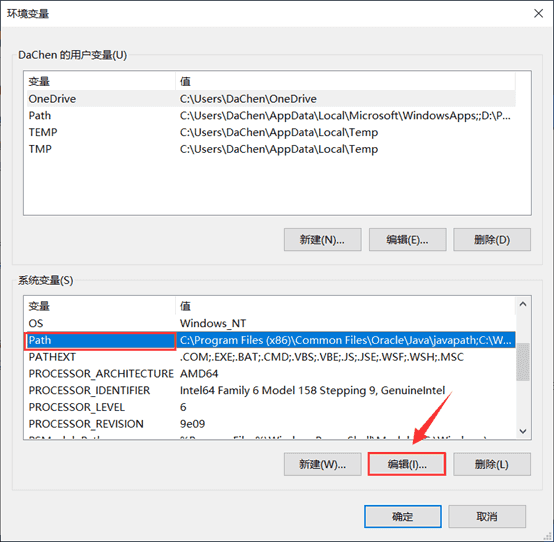 环境变量
DaChen 的用户变量(U)
变量 值
OneDrive C:\Users\DaChen\OneDrive
Path C:\Users\DaChen\AppData\Local\Microsoft\WindowsApps;;D:\P...
TEMP C:\Users\DaChen\AppData\Local\Temp
TMP C:\Users\DaChen\AppData\Local\Temp
新建(N)... 编辑(E)... 删除(D)
系统变量(S)
变量 值
OS Windows_NT
Path C:\Program Files (x86)\Common Files\Oracle\Java\javapath;C:\W...
PATHEXT .COM;.EXE;.BAT;.CMD;.VBS;.VBE;.JS;.JSE;.WSF;.WSH;.MSC
PROCESSOR_ARCHITECTURE AMD64
PROCESSOR_IDENTIFIER Intel64 Family 6 Model 158 Stepping 9, GenuineIntel
PROCESSOR_LEVEL 6
PROCESSOR_REVISION 9e09
新建(W)... 编辑(I)... 删除(L)
确定 取消